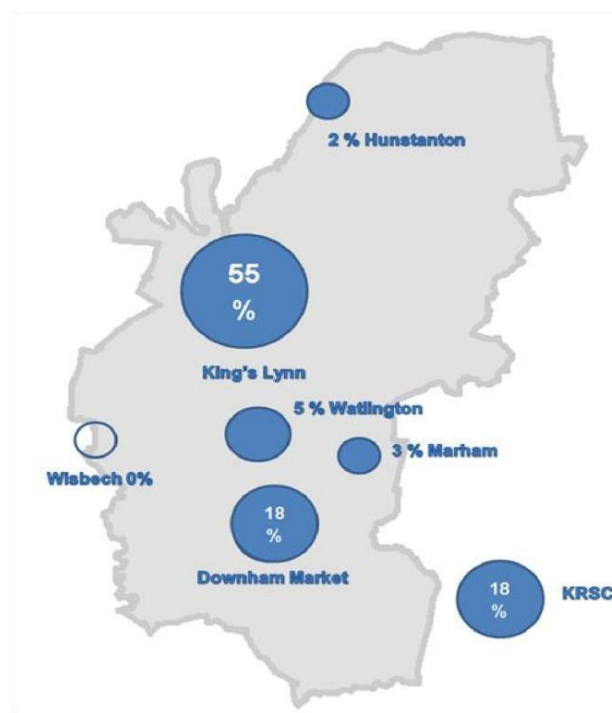 2 % Hunstanton
55
%
King's Lynn
5 % Watlington
3 % Marham
Wisbech 0%
18
%
Downham Market
18
%
KRSC